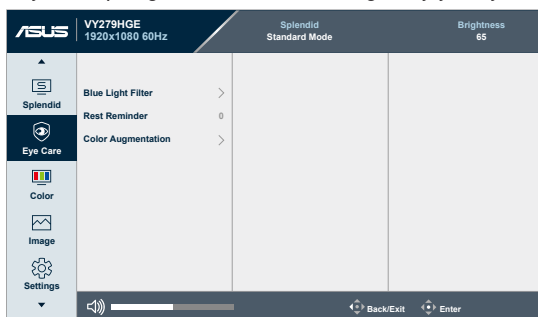 /SUS
VY279HGE
1920x1080 60Hz
Splendid
Standard Mode
Brightness
65
S
Splendid
Eye Care
Color
Image
Settings
Blue Light Filter
Rest Reminder 0
Color Augmentation
Back/Exit
Enter